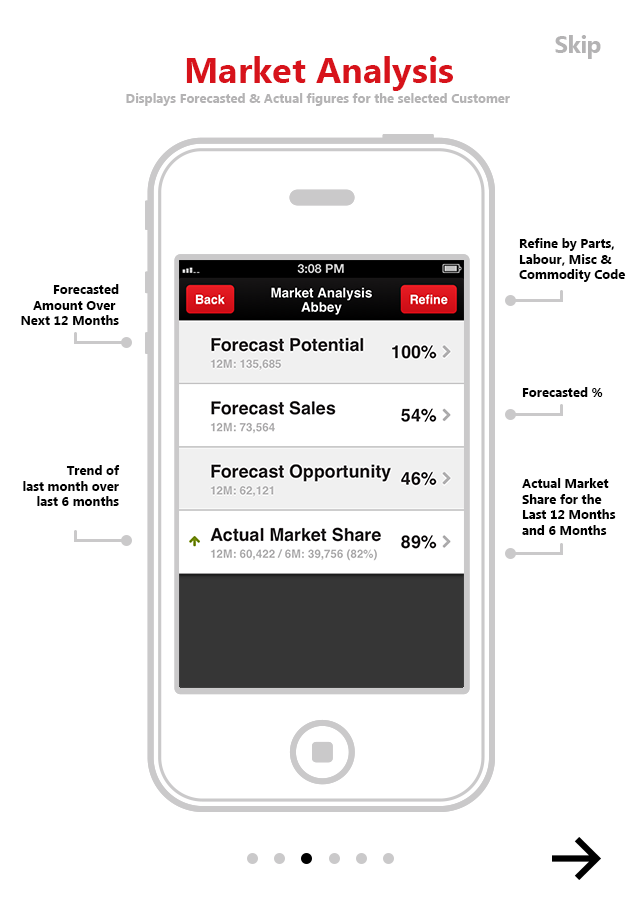 Skip
Market Analysis
Displays Forecasted & Actual figures for the selected Customer
Refine by Parts,
Labour, Misc &
Commodity Code
Forecasted
Amount Over
Next 12 Months
3:08 PM
Back
Market Analysis
Abbey
Refine
Forecast Potential
12M: 135,685
100%
Forecast Sales
12M: 73,564
54%
Forecasted %
Forecast Opportunity
12M: 62,121
46%
Trend of
last month over
last 6 months
Actual Market
Share for the
Last 12 Months
and 6 Months
Actual Market Share
12M: 60,422 / 6M: 39,756 (82%)
89%